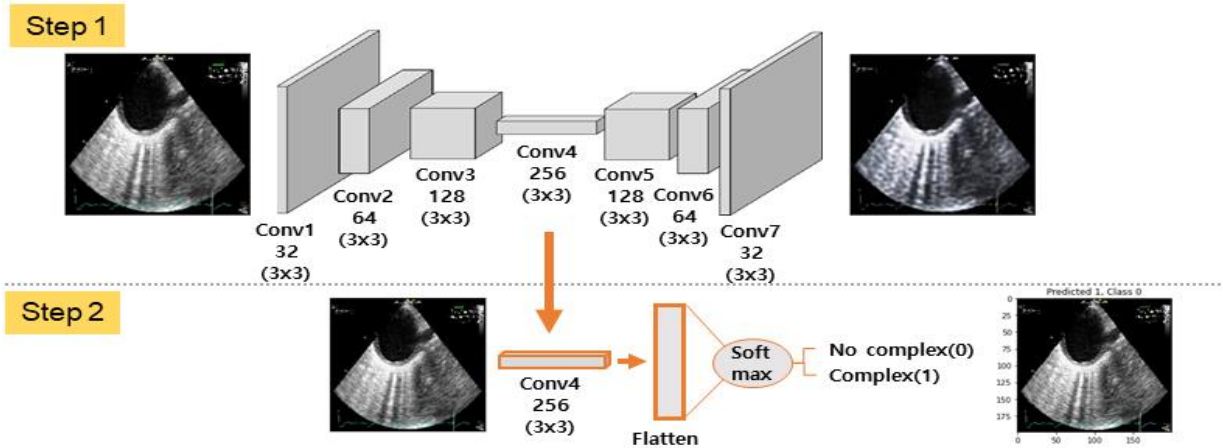 Step 1
Conv1
32
(3x3)
Conv2
64
(3x3)
Conv3
128
(3x3)
Conv4
256
(3x3)
Conv5
128
(3x3)
Conv6
64
(3x3)
Conv7
32
(3x3)
Step 2
Conv4
256
(3x3)
Flatten
Soft
max
No complex(0)
Complex(1)
Predicted 1, Class 0
0
25
50
75
100
125
150
175
0
50
100
150